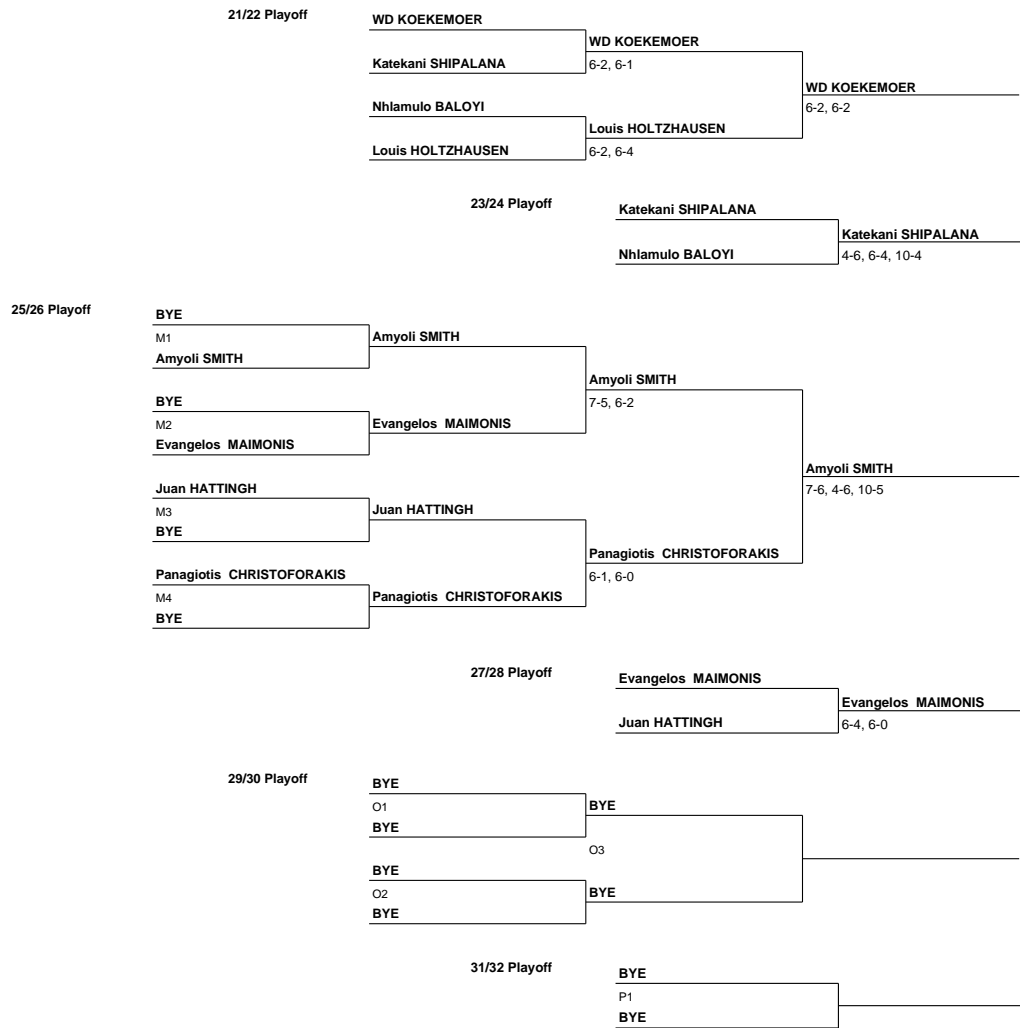 21/22 Playoff
WD KOEKEMOER
WD KOEKEMOER
Katekani SHIPALANA
6-2, 6-1
WD KOEKEMOER
Nhlamulo BALOYI
6-2, 6-2
Louis HOLTZHAUSEN
Louis HOLTZHAUSEN
6-2, 6-4
23/24 Playoff
Katekani SHIPALANA
Katekani SHIPALANA
Nhlamulo BALOYI
4-6, 6-4, 10-4
25/26 Playoff
BYE
M1
Amyoli SMITH
Amyoli SMITH
Amyoli SMITH
BYE
7-5, 6-2
M2
Evangelos MAIMONIS
Evangelos MAIMONIS
Amyoli SMITH
Juan HATTINGH
7-6, 4-6, 10-5
M3
Juan HATTINGH
BYE
Panagiotis CHRISTOFORAKIS
Panagiotis CHRISTOFORAKIS
6-1, 6-0
M4
Panagiotis CHRISTOFORAKIS
BYE
27/28 Playoff
Evangelos MAIMONIS
Evangelos MAIMONIS
Juan HATTINGH
6-4, 6-0
29/30 Playoff
BYE
O1
BYE
BYE
O3
BYE
O2
BYE
BYE
31/32 Playoff
BYE
P1
BYE